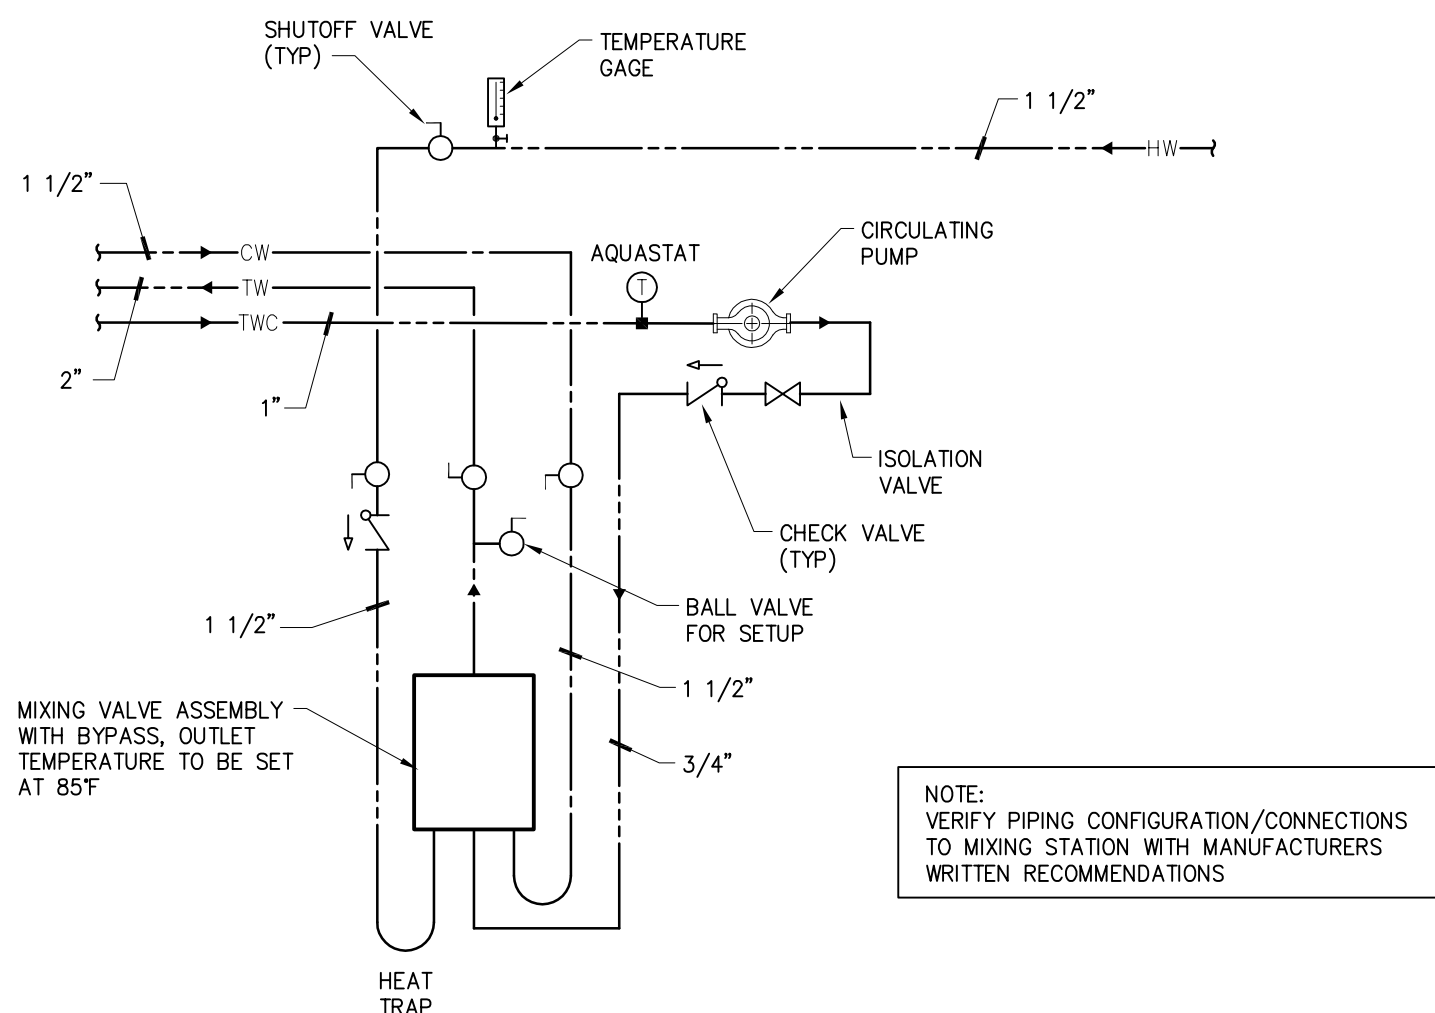 SHUTOFF VALVE
(TYP)
TEMPERATURE
GAGE
1 1/2”
HW
1 1/2”
CW
AQUASTAT
CIRCULATING
PUMP
TW
T
TWC
2”
1”
ISOLATION
VALVE
CHECK VALVE
(TYP)
1 1/2”
BALL VALVE
FOR SETUP
1 1/2”
MIXING VALVE ASSEMBLY
WITH BYPASS, OUTLET
TEMPERATURE TO BE SET
AT 85°F
3/4”
NOTE:
VERIFY PIPING CONFIGURATION/CONNECTIONS
TO MIXING STATION WITH MANUFACTURERS
WRITTEN RECOMMENDATIONS
HEAT
TRAP